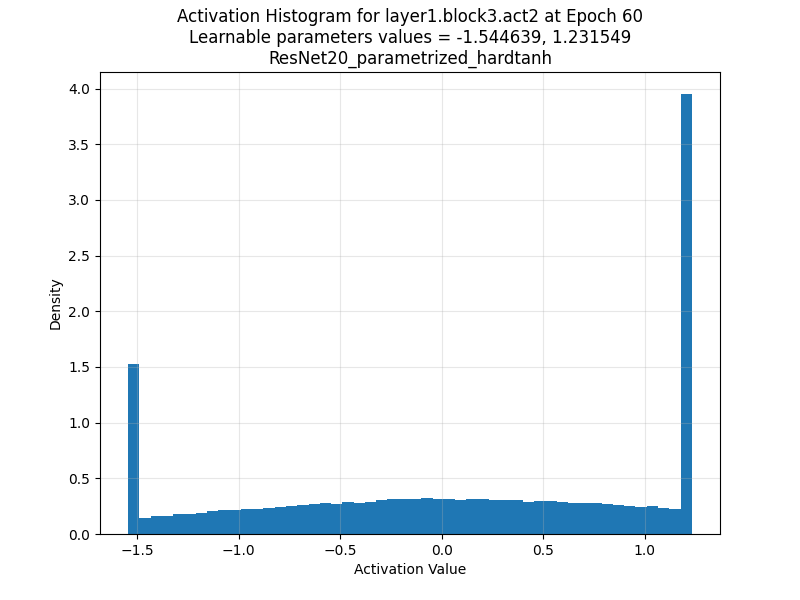 Activation Histogram for layer1.block3.act2 at Epoch 60
Learnable parameters values = -1.544639, 1.231549
ResNet20_parametrized_hardtanh
4.0
3.5
3.0
2.5
2.0
1.5
1.0
0.5
0.0
Density
−1.5 −1.0 −0.5 0.0 0.5 1.0
Activation Value